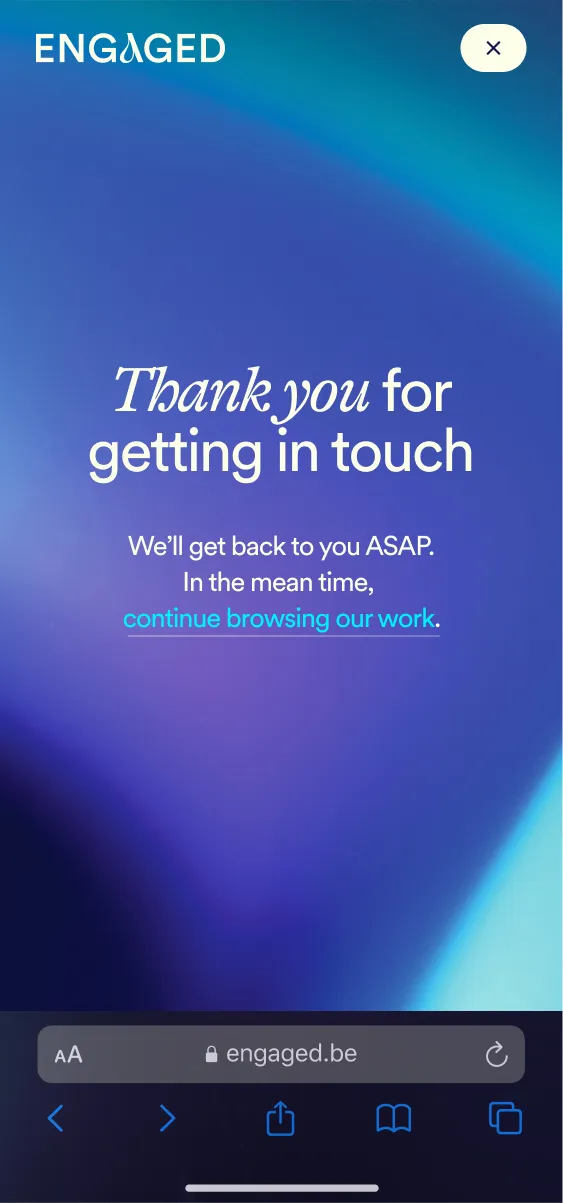 ENGAGED
Thank you for
getting in touch
We’ll get back to you ASAP.
In the mean time,
continue browsing our work.
AA engaged.be